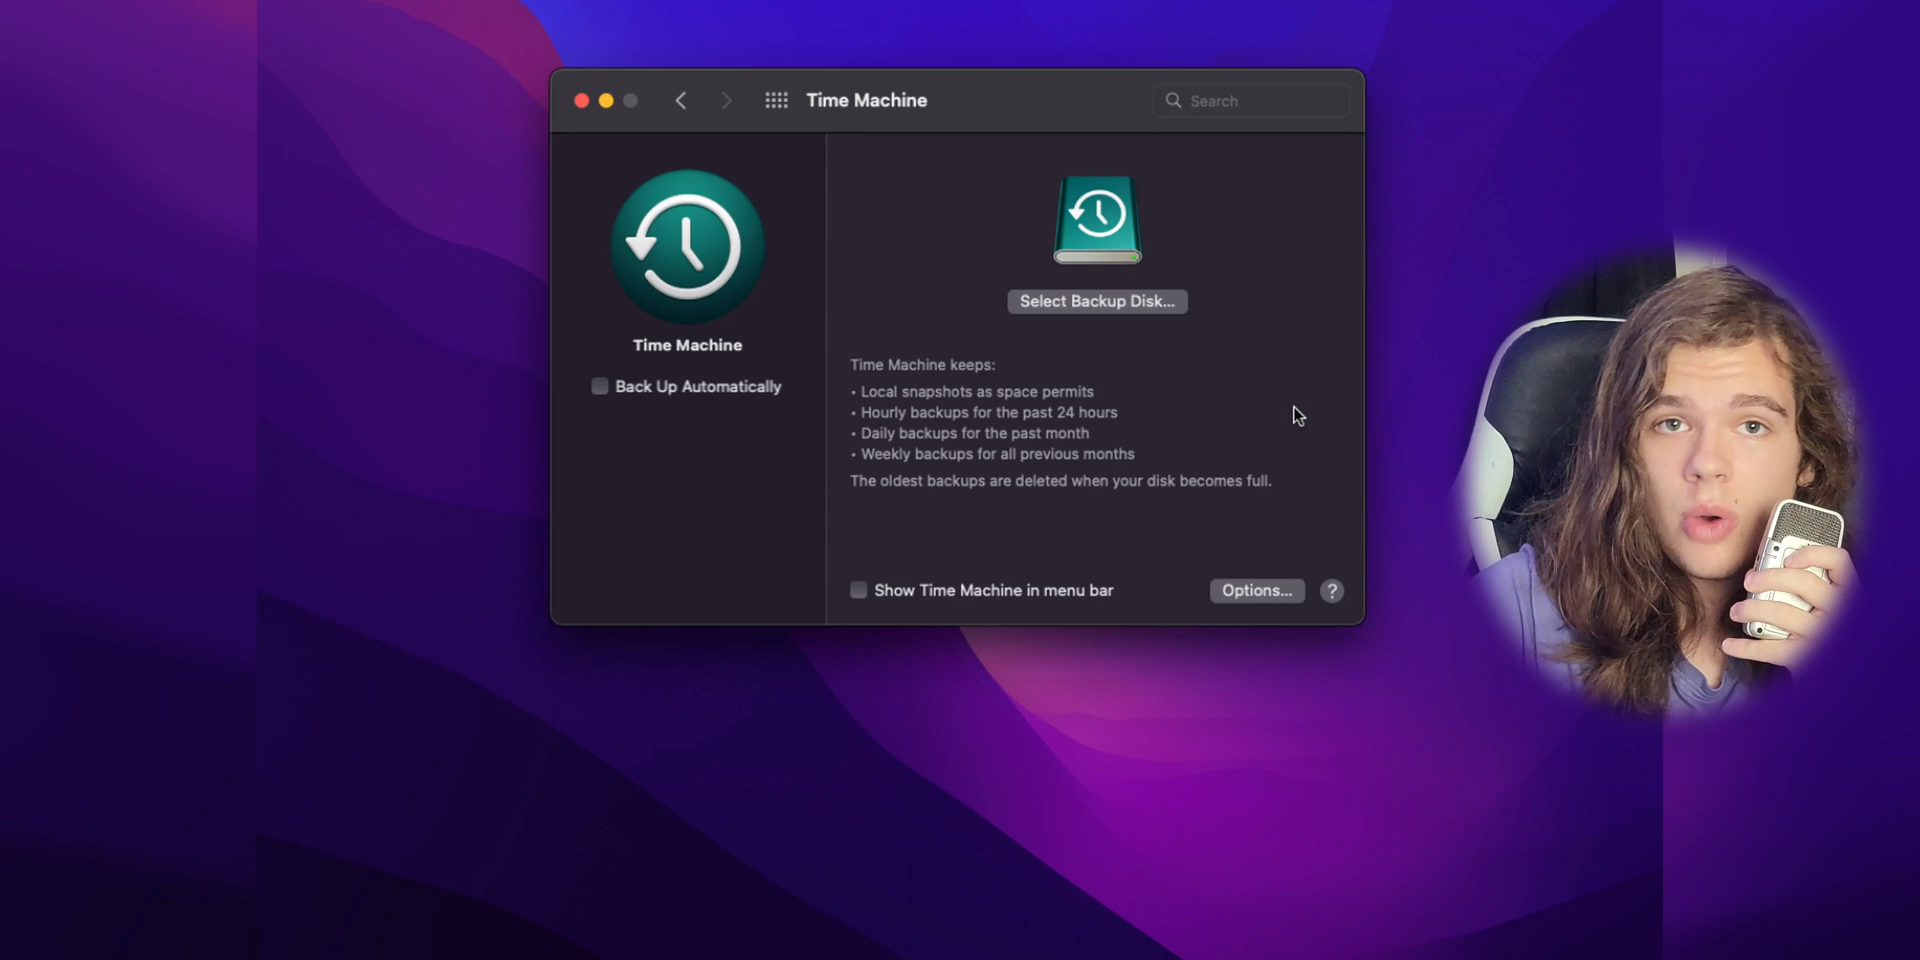 Time Machine
Search
Select Backup Disk...
Time Machine
Back Up Automatically
Time Machine keeps:
• Local snapshots as space permits
• Hourly backups for the past 24 hours
• Daily backups for the past month
• Weekly backups for all previous months
The oldest backups are deleted when your disk becomes full.
Show Time Machine in menu bar
Options...
?